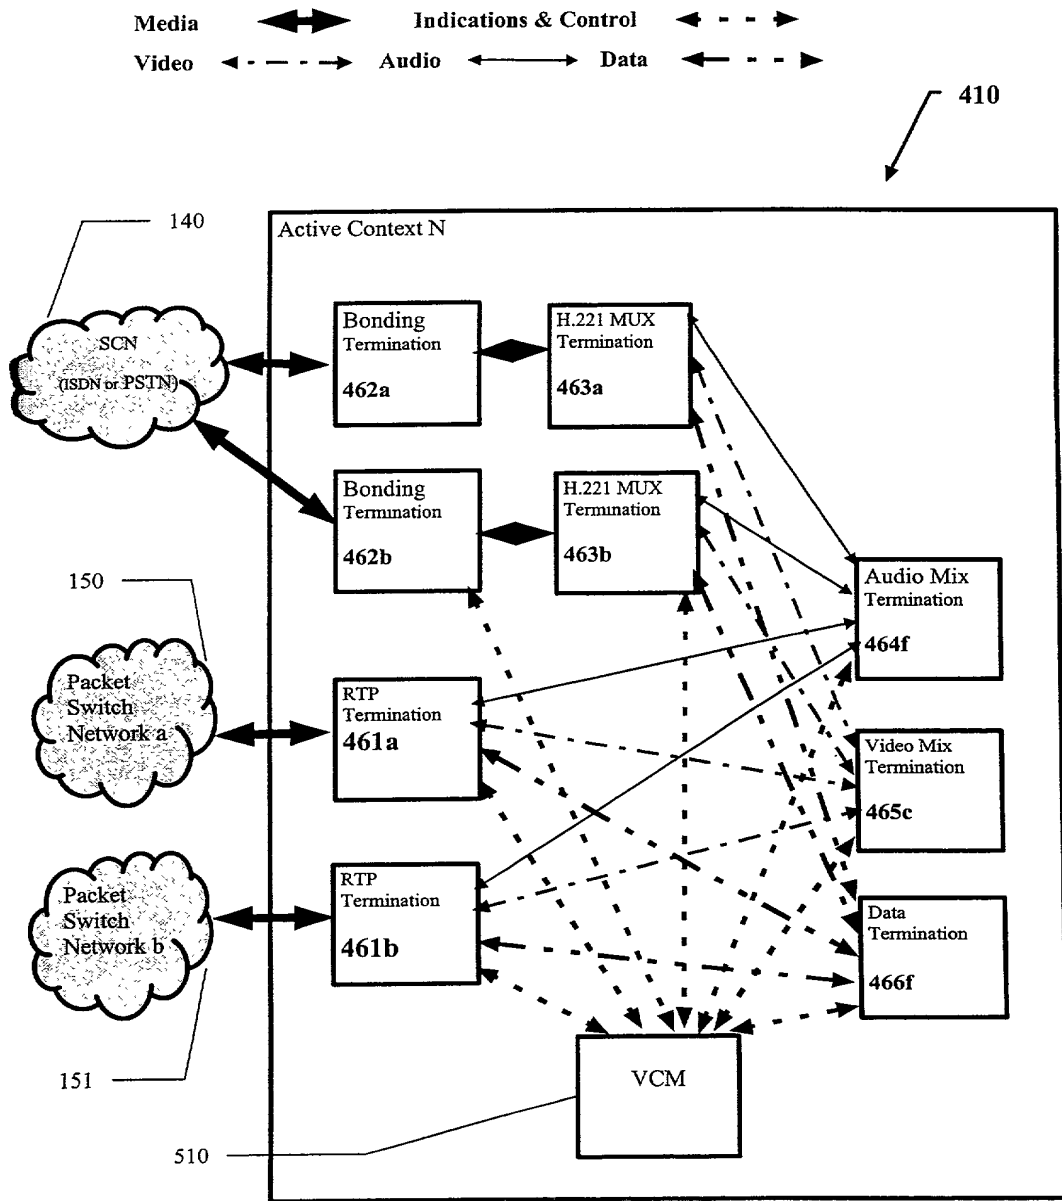 Media Indications & Control
Video Audio Data
410
140
Active Context N
SCN
(ISDN or PSTN)
Bonding
Termination
462a
H.221 MUX
Termination
463a
Bonding
Termination
462b
H.221 MUX
Termination
463b
150
Audio Mix
Termination
464f
Packet
Switch
Network a
RTP
Termination
461a
Video Mix
Termination
465c
Packet
Switch
Network b
RTP
Termination
461b
Data
Termination
466f
151
VCM
510